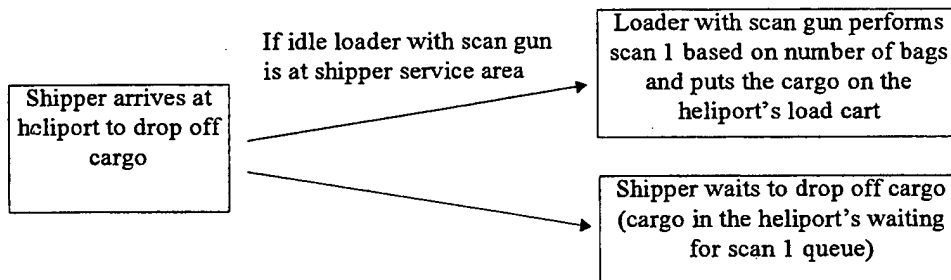 Shipper arrives at
heliport to drop off
cargo
If idle loader with scan gun
is at shipper service area
Loader with scan gun performs
scan 1 based on number of bags
and puts the cargo on the
heliport's load cart
Shipper waits to drop off cargo
(cargo in the heliport's waiting
for scan 1 queue)